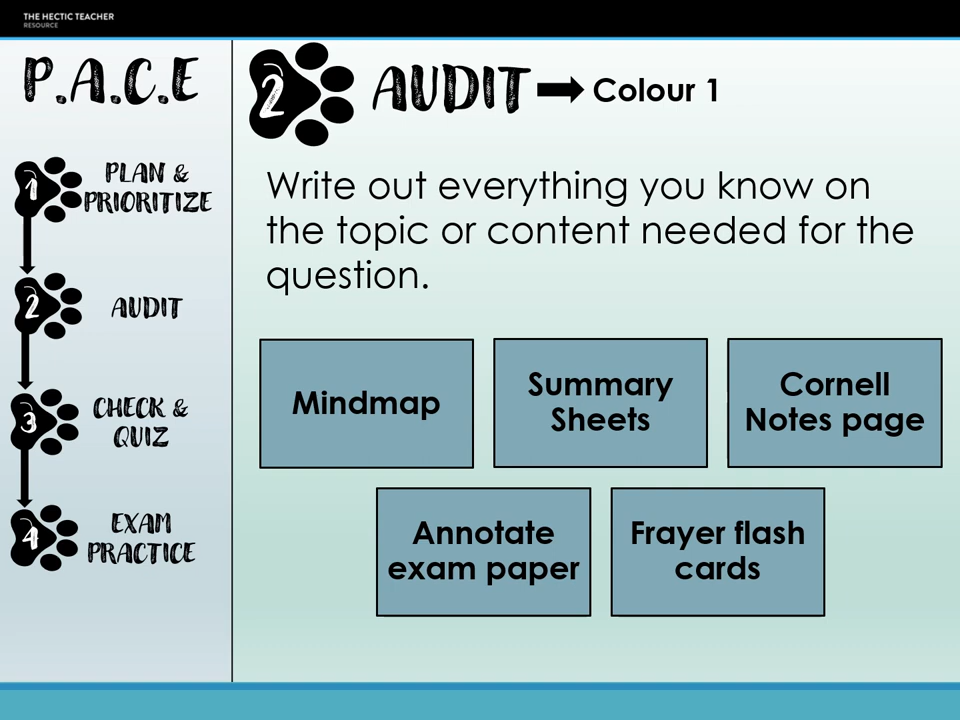 THE HECTIC TEACHER
RESOURCE
P.A.C.E
1
PLAN &
PRIORITIZE
2
AUDIT
3
CHECK &
QUIZ
4
EXAM
PRACTICE
2
AUDIT
Colour 1
Write out everything you know on
the topic or content needed for the
question.
Mindmap
Summary
Sheets
Cornell
Notes page
Annotate
exam paper
Frayer flash
cards